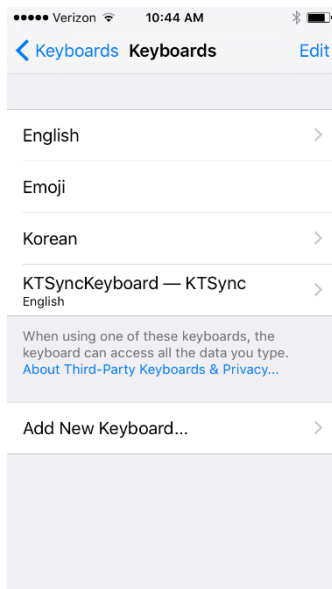 ●●●●● Verizon 10:44 AM
Keyboards Keyboards Edit
English
Emoji
Korean
KTSyncKeyboard — KTSync
English
When using one of these keyboards, the
keyboard can access all the data you type.
About Third-Party Keyboards & Privacy...
Add New Keyboard...